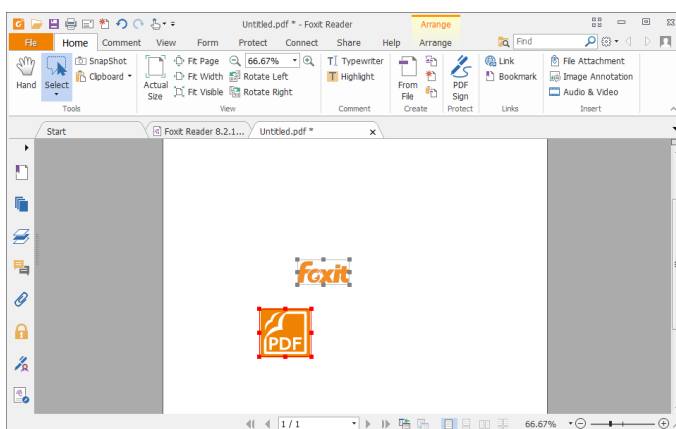 Untitled.pdf * - Foxit Reader
Arrange
File Home Comment View Form Protect Connect Share Help Arrange
Find
Hand
Select
SnapShot
Clipboard
Tools
Actual Size
Fit Page
Fit Width
Fit Visible
66.67%
Rotate Left
Rotate Right
View
Typewriter
Highlight
Comment
From File
Create
PDF Sign
Protect
Link
Bookmark
Links
File Attachment
Image Annotation
Audio & Video
Insert
Start
Foxit Reader 8.2.1...
Untitled.pdf *
foxit
PDF
1 / 1
66.67%